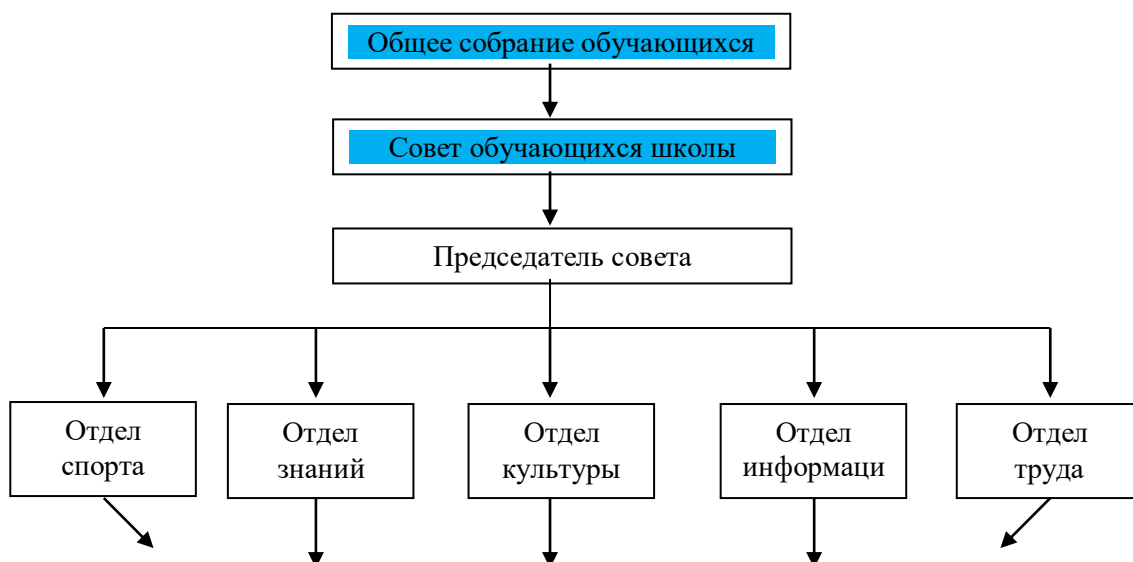 Общее собрание обучающихся
Совет обучающихся школы
Председатель совета
Отдел
спорта
Отдел
знаний
Отдел
культуры
Отдел
информаци
Отдел
труда